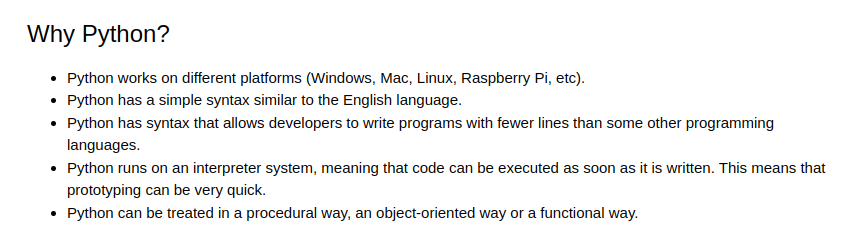 Why Python?
Python works on different platforms (Windows, Mac, Linux, Raspberry Pi, etc).
Python has a simple syntax similar to the English language.
Python has syntax that allows developers to write programs with fewer lines than some other programming
languages.
Python runs on an interpreter system, meaning that code can be executed as soon as it is written. This means that
prototyping can be very quick.
Python can be treated in a procedural way, an object-oriented way or a functional way.